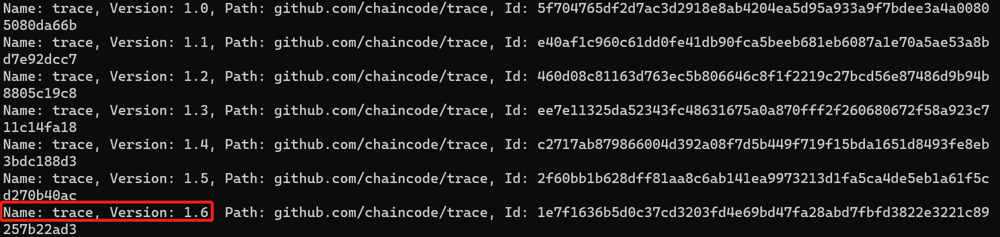 Name: trace, Version: 1.0, Path: github.com/chaincode/trace, Id: 5f704765df2d7ac3d2918e8ab4204ea5d95a933a9f7bdee3a4a0080
5080da66b
Name: trace, Version: 1.1, Path: github.com/chaincode/trace, Id: e40af1c960c61dd0fe41db90fca5beeb681eb6087a1e70a5ae53a8b
d7e92dcc7
Name: trace, Version: 1.2, Path: github.com/chaincode/trace, Id: 460d08c81163d763ec5b806646c8f1f2219c27bcd56e87486d9b94b
8805c19c8
Name: trace, Version: 1.3, Path: github.com/chaincode/trace, Id: ee7e11325da52343fc48631675a0a870fff2f260680672f58a923c7
11c14fa18
Name: trace, Version: 1.4, Path: github.com/chaincode/trace, Id: c2717ab879866004d392a08f7d5b449f719f15bda1651d8493fe8eb
3bdc188d3
Name: trace, Version: 1.5, Path: github.com/chaincode/trace, Id: 2f60bb1b628dff81aa8c6ab141ea9973213d1fa5ca4de5eb1a61f5c
d270b40ac
Name: trace, Version: 1.6 Path: github.com/chaincode/trace, Id: 1e7f1636b5d0c37cd3203fd4e69bd47fa28abd7fbfd3822e3221c89
257b22ad3